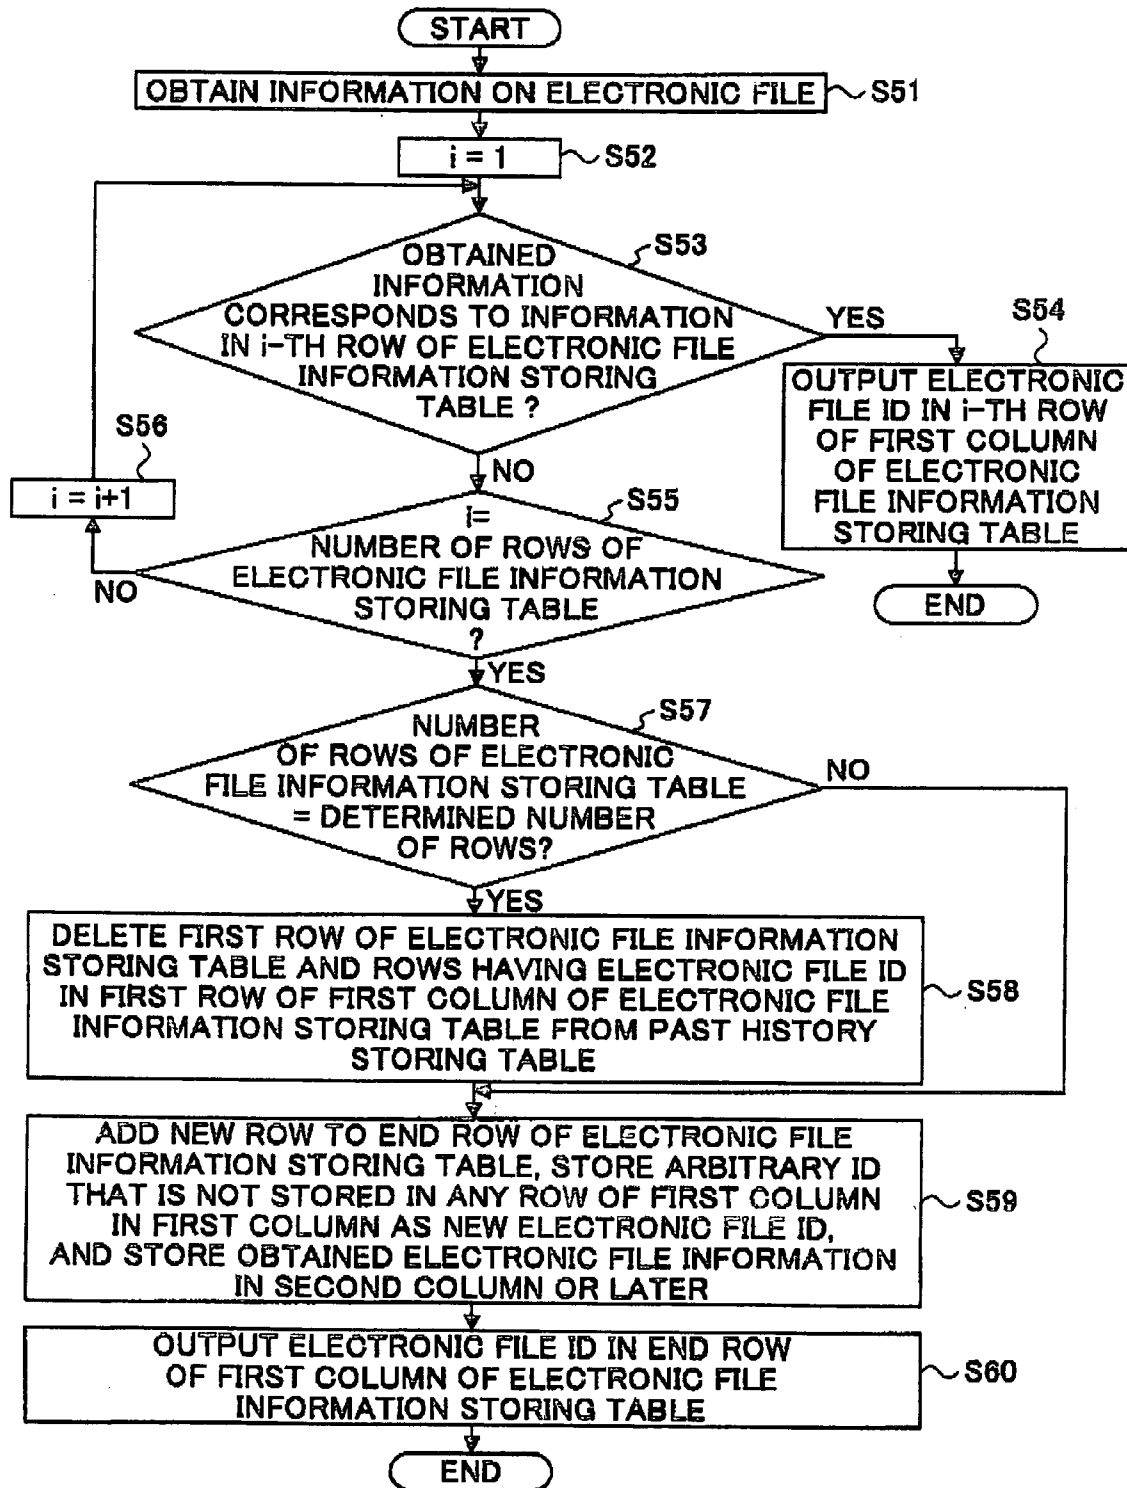 START
OBTAIN INFORMATION ON ELECTRONIC FILE
S51
i = 1
S52
OBTAINED
INFORMATION
CORRESPONDS TO INFORMATION
IN i-TH ROW OF ELECTRONIC FILE
INFORMATION STORING
TABLE ?
S53
YES
S54
OUTPUT ELECTRONIC
FILE ID IN i-TH ROW
OF FIRST COLUMN
OF ELECTRONIC
FILE INFORMATION
STORING TABLE
END
NO
S56
i = i+1
i=
NUMBER OF ROWS OF
ELECTRONIC FILE INFORMATION
STORING TABLE
?
S55
NO
YES
NUMBER
OF ROWS OF ELECTRONIC
FILE INFORMATION STORING TABLE
= DETERMINED NUMBER
OF ROWS?
S57
NO
YES
DELETE FIRST ROW OF ELECTRONIC FILE INFORMATION
STORING TABLE AND ROWS HAVING ELECTRONIC FILE ID
IN FIRST ROW OF FIRST COLUMN OF ELECTRONIC FILE
INFORMATION STORING TABLE FROM PAST HISTORY
STORING TABLE
S58
ADD NEW ROW TO END ROW OF ELECTRONIC FILE
INFORMATION STORING TABLE, STORE ARBITRARY ID
THAT IS NOT STORED IN ANY ROW OF FIRST COLUMN
IN FIRST COLUMN AS NEW ELECTRONIC FILE ID,
AND STORE OBTAINED ELECTRONIC FILE INFORMATION
IN SECOND COLUMN OR LATER
S59
OUTPUT ELECTRONIC FILE ID IN END ROW
OF FIRST COLUMN OF ELECTRONIC FILE
INFORMATION STORING TABLE
S60
END